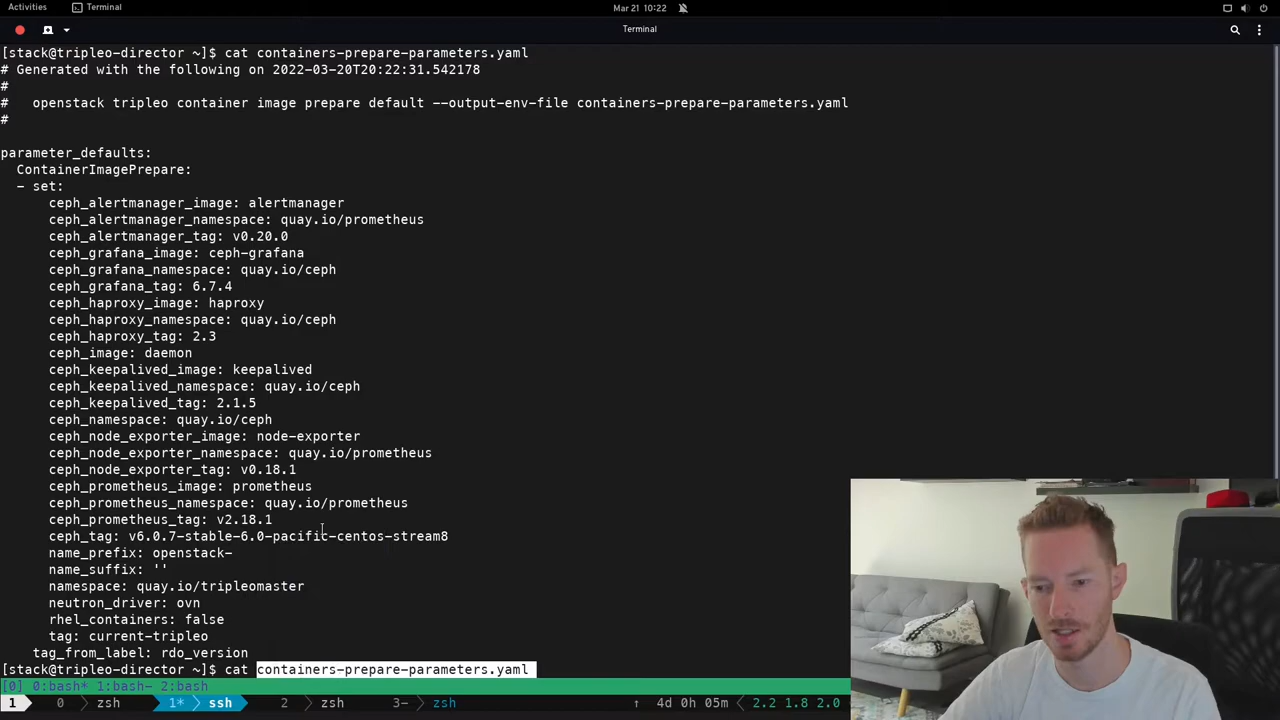 Activities Terminal Mar 21 10:22
Terminal
[stack@tripleo-director ~]$ cat containers-prepare-parameters.yaml
# Generated with the following on 2022-03-20T20:22:31.542178
#
#   openstack tripleo container image prepare default --output-env-file containers-prepare-parameters.yaml
#
parameter_defaults:
  ContainerImagePrepare:
  - set:
      ceph_alertmanager_image: alertmanager
      ceph_alertmanager_namespace: quay.io/prometheus
      ceph_alertmanager_tag: v0.20.0
      ceph_grafana_image: ceph-grafana
      ceph_grafana_namespace: quay.io/ceph
      ceph_grafana_tag: 6.7.4
      ceph_haproxy_image: haproxy
      ceph_haproxy_namespace: quay.io/ceph
      ceph_haproxy_tag: 2.3
      ceph_image: daemon
      ceph_keepalived_image: keepalived
      ceph_keepalived_namespace: quay.io/ceph
      ceph_keepalived_tag: 2.1.5
      ceph_namespace: quay.io/ceph
      ceph_node_exporter_image: node-exporter
      ceph_node_exporter_namespace: quay.io/prometheus
      ceph_node_exporter_tag: v0.18.1
      ceph_prometheus_image: prometheus
      ceph_prometheus_namespace: quay.io/prometheus
      ceph_prometheus_tag: v2.18.1
      ceph_tag: v6.0.7-stable-6.0-pacific-centos-stream8
      name_prefix: openstack-
      name_suffix: ''
      namespace: quay.io/tripleomaster
      neutron_driver: ovn
      rhel_containers: false
      tag: current-tripleo
    tag_from_label: rdo_version
[stack@tripleo-director ~]$ cat containers-prepare-parameters.yaml
[0] 0:bash* 1:bash- 2:bash
1 0 zsh 1* ssh 2 zsh 3- zsh ↑ 4d 0h 05m 2.2 1.8 2.0